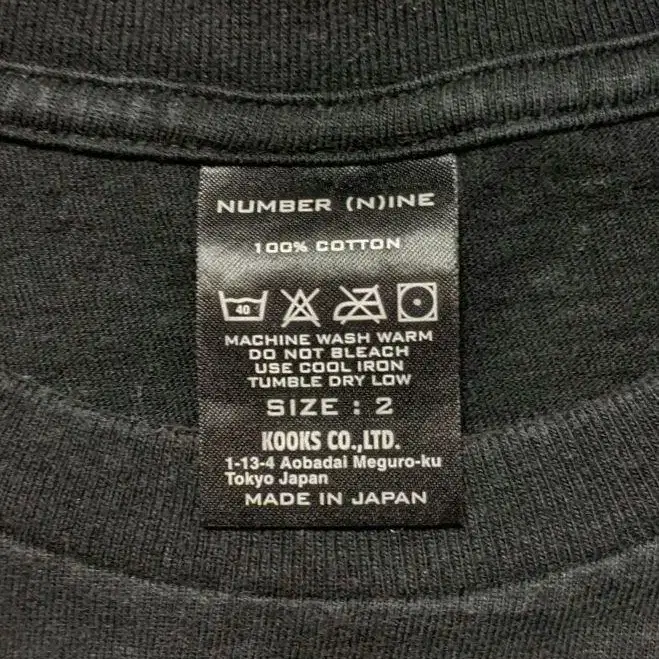 NUMBER (N)INE
100% COTTON
40
MACHINE WASH WARM
DO NOT BLEACH
USE COOL IRON
TUMBLE DRY LOW
SIZE : 2
KOOKS CO.,LTD.
1-13-4 Aobadai Meguro-ku
Tokyo Japan
MADE IN JAPAN